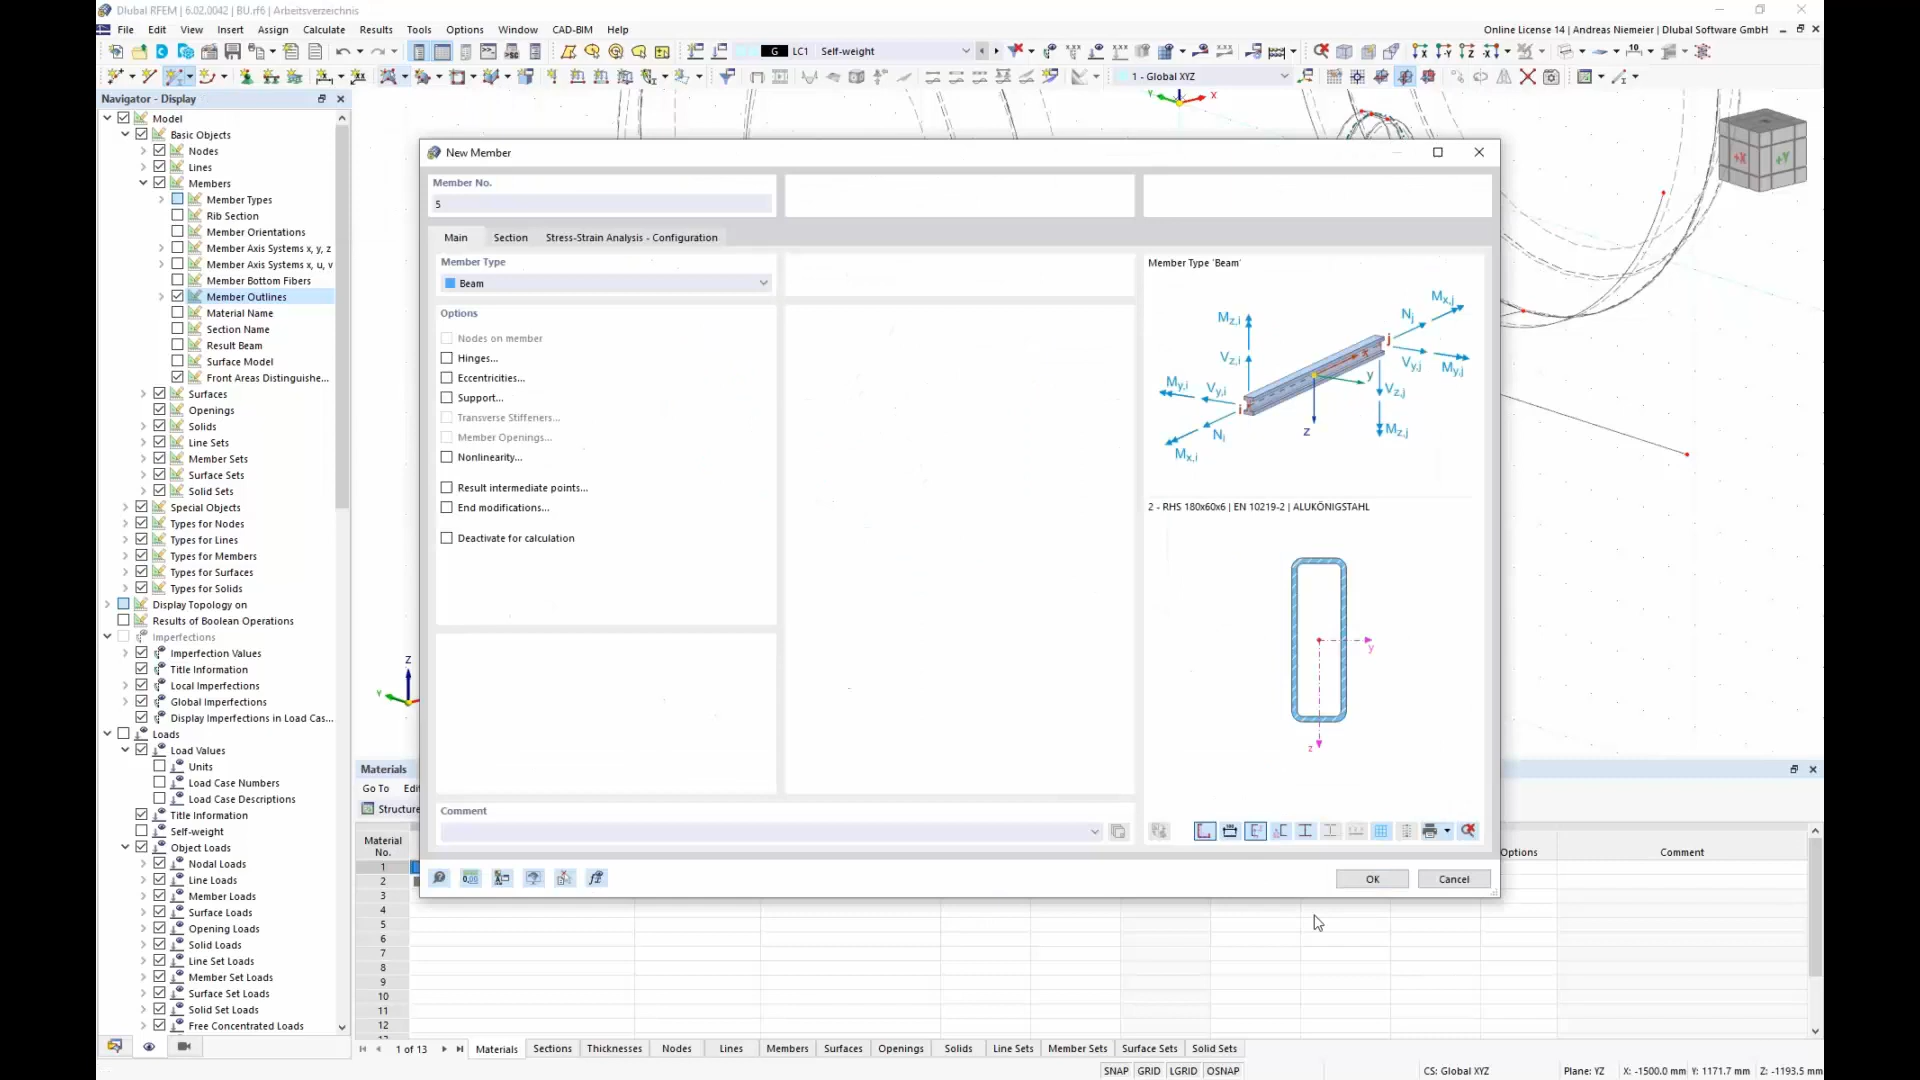 Dlubal RFEM | 6.02.0042 | BU.rf6 | Arbeitsverzeichnis
File Edit View Insert Assign Calculate Results Tools Options Window CAD-BIM Help
Online License 14 | Andreas Niemeier | Dlubal Software GmbH
G LC1 Self-weight
1 - Global XYZ
Navigator - Display
Model
Basic Objects
Nodes
Lines
Members
Member Types
Rib Section
Member Orientations
Member Axis Systems x, y, z
Member Axis Systems x, u, v
Member Bottom Fibers
Member Outlines
Material Name
Section Name
Result Beam
Surface Model
Front Areas Distinguishe...
Surfaces
Openings
Solids
Line Sets
Member Sets
Surface Sets
Solid Sets
Special Objects
Types for Nodes
Types for Lines
Types for Members
Types for Surfaces
Types for Solids
Display Topology on
Results of Boolean Operations
Imperfections
Imperfection Values
Title Information
Local Imperfections
Global Imperfections
Display Imperfections in Load Cas...
Loads
Load Values
Units
Load Case Numbers
Load Case Descriptions
Title Information
Self-weight
Object Loads
Nodal Loads
Line Loads
Member Loads
Surface Loads
Opening Loads
Solid Loads
Line Set Loads
Member Set Loads
Surface Set Loads
Solid Set Loads
Free Concentrated Loads
Y X
+X +Y
Z
Y
New Member
Member No.
5
Main Section Stress-Strain Analysis - Configuration
Member Type
Beam
Options
Nodes on member
Hinges...
Eccentricities...
Support...
Transverse Stiffeners...
Member Openings...
Nonlinearity...
Result intermediate points...
End modifications...
Deactivate for calculation
Comment
Member Type 'Beam'
Mx,j
Nj
Mz,i
Vz,i
j
x
Vy,j
My,j
My,i
Vy,i
y
Vz,j
i
Ni
z
Mz,j
Mx,i
2 - RHS 180x60x6 | EN 10219-2 | ALUKÖNIGSTAHL
y
z
OK Cancel
Materials
Go To Edi
Structure
Material
No.
Options Comment
1
2
3
4
5
6
7
8
9
10
11
12
1 of 13
Materials Sections Thicknesses Nodes Lines Members Surfaces Openings Solids Line Sets Member Sets Surface Sets Solid Sets
SNAP GRID LGRID OSNAP
CS: Global XYZ Plane: YZ X: -1500.0 mm Y: 1171.7 mm Z: -1193.5 mm